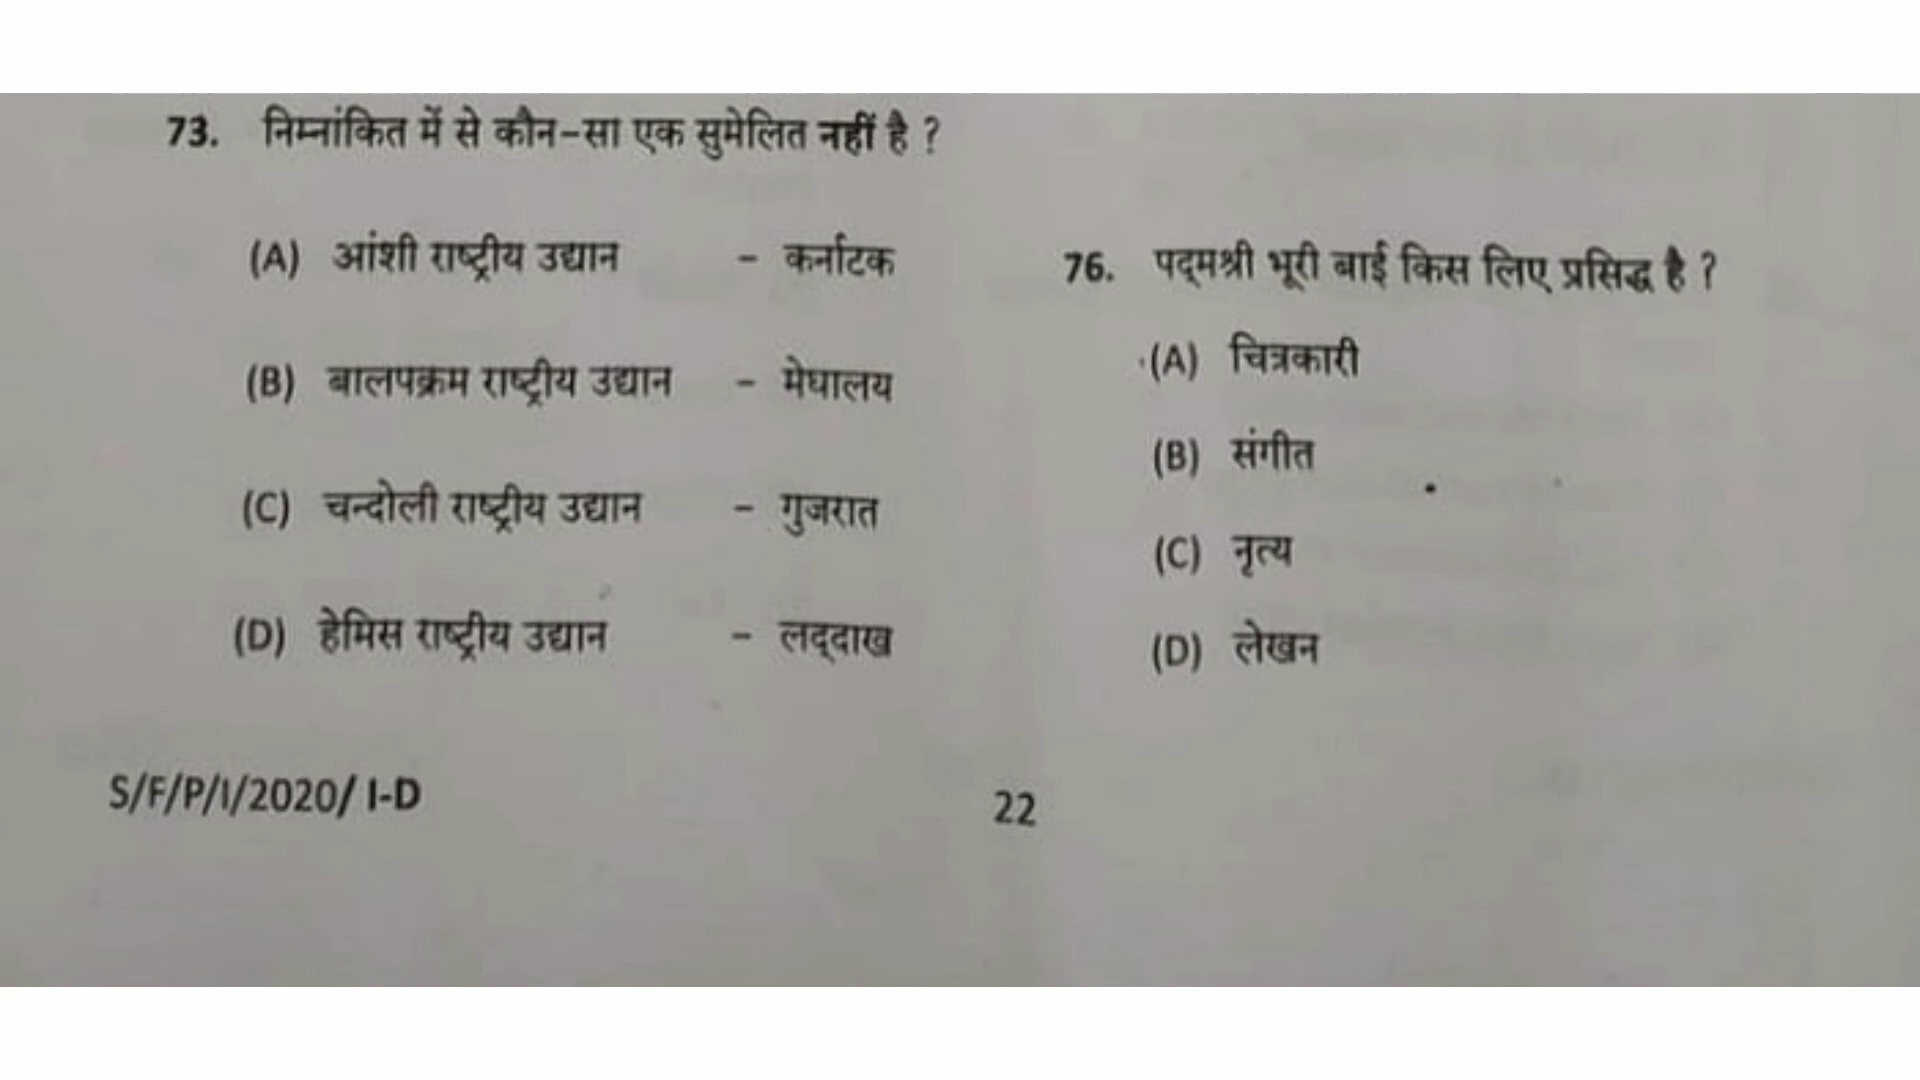 73. निम्नांकित में से कौन-सा एक सुमेलित नहीं है ?
(A) आंशी राष्ट्रीय उद्यान - कर्नाटक
(B) बालपक्रम राष्ट्रीय उद्यान - मेघालय
(C) चन्दोली राष्ट्रीय उद्यान - गुजरात
(D) हेमिस राष्ट्रीय उद्यान - लद्‌दाख
76. पद्‌मश्री भूरी बाई किस लिए प्रसिद्ध है ?
(A) चित्रकारी
(B) संगीत
(C) नृत्य
(D) लेखन
S/F/P/I/2020/ I-D
22